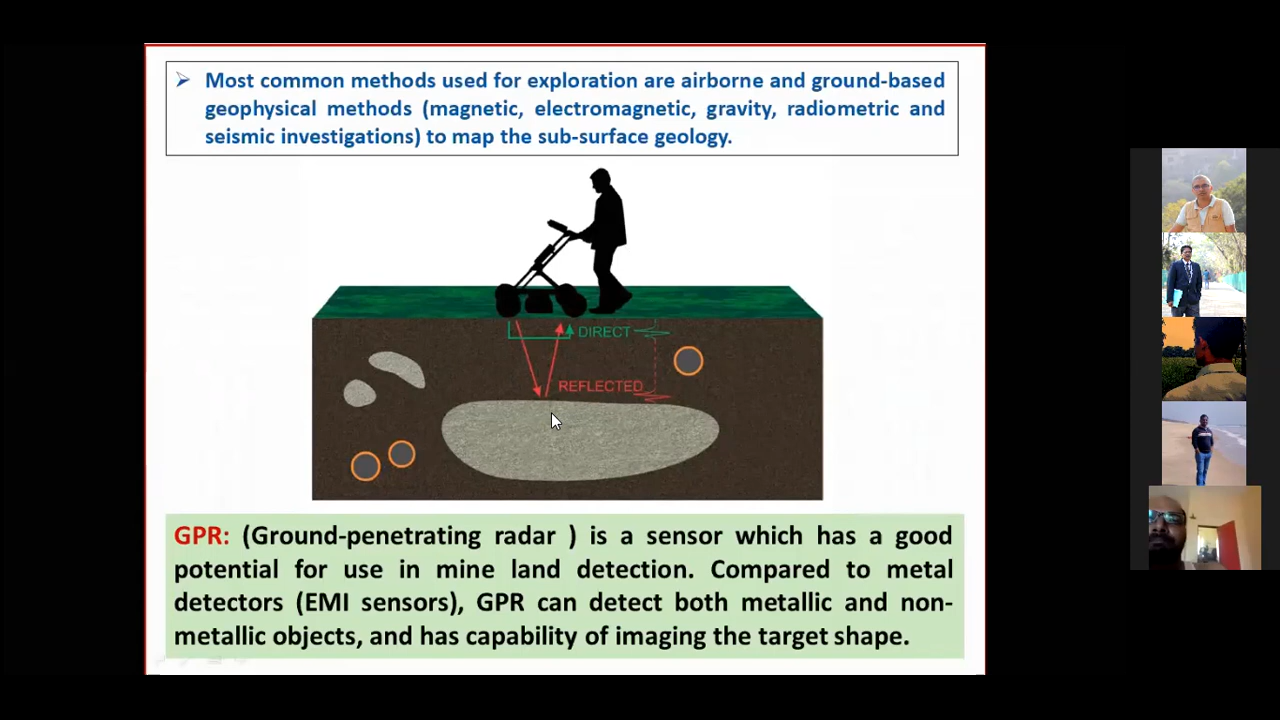 ➢ Most common methods used for exploration are airborne and ground-based
geophysical methods (magnetic, electromagnetic, gravity, radiometric and
seismic investigations) to map the sub-surface geology.
DIRECT
REFLECTED
GPR: (Ground-penetrating radar ) is a sensor which has a good
potential for use in mine land detection. Compared to metal
detectors (EMI sensors), GPR can detect both metallic and non-
metallic objects, and has capability of imaging the target shape.